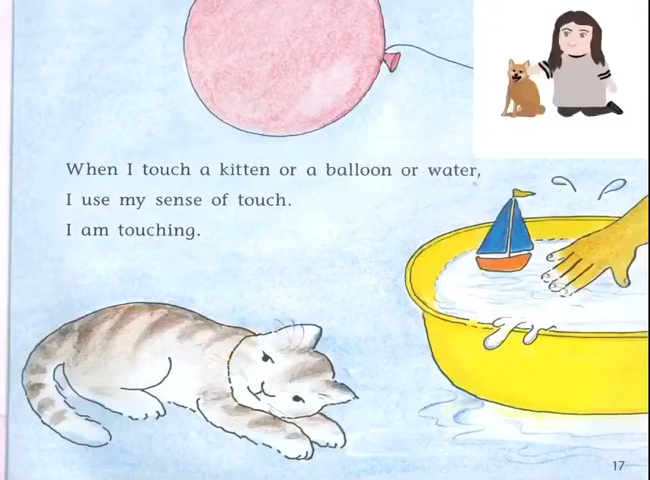 When I touch a kitten or a balloon or water,
I use my sense of touch.
I am touching.
17